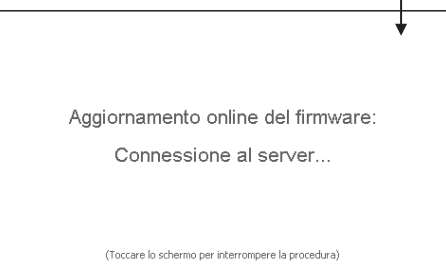 Aggiornamento online del firmware:
Connessione al server...
(Toccare lo schermo per interrompere la procedura)